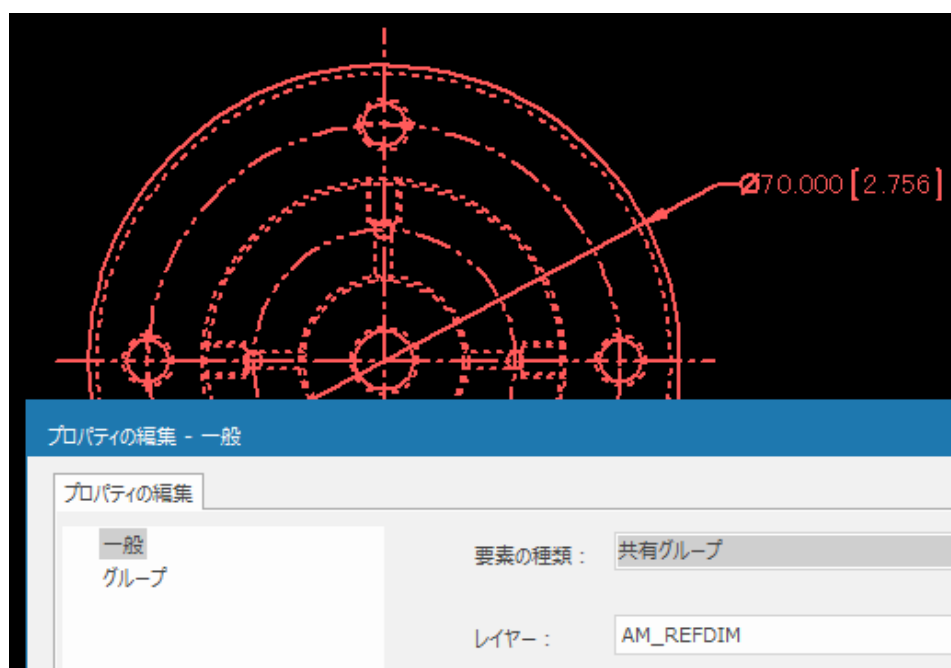 Ø70.000 [2.756]
プロパティの編集 - 一般
プロパティの編集
一般
要素の種類： 共有グループ
グループ
レイヤー： AM_REFDIM